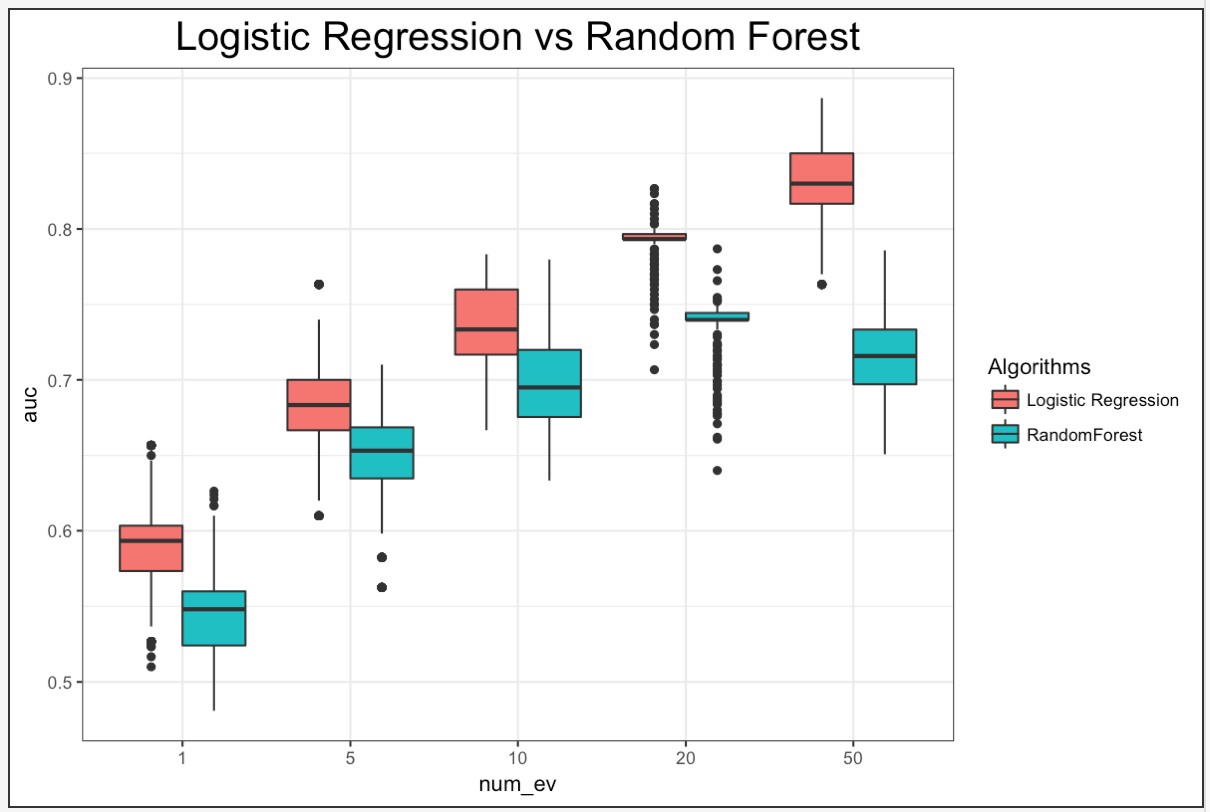 Logistic Regression vs Random Forest
0.9
0.8
0.7
0.6
0.5
auc
1 5 10 20 50
num_ev
Algorithms
Logistic Regression
RandomForest